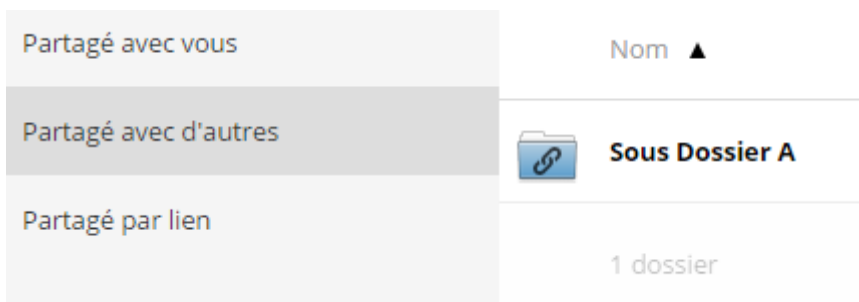 Partagé avec vous
Partagé avec d'autres
Partagé par lien
Nom ▲
Sous Dossier A
1 dossier